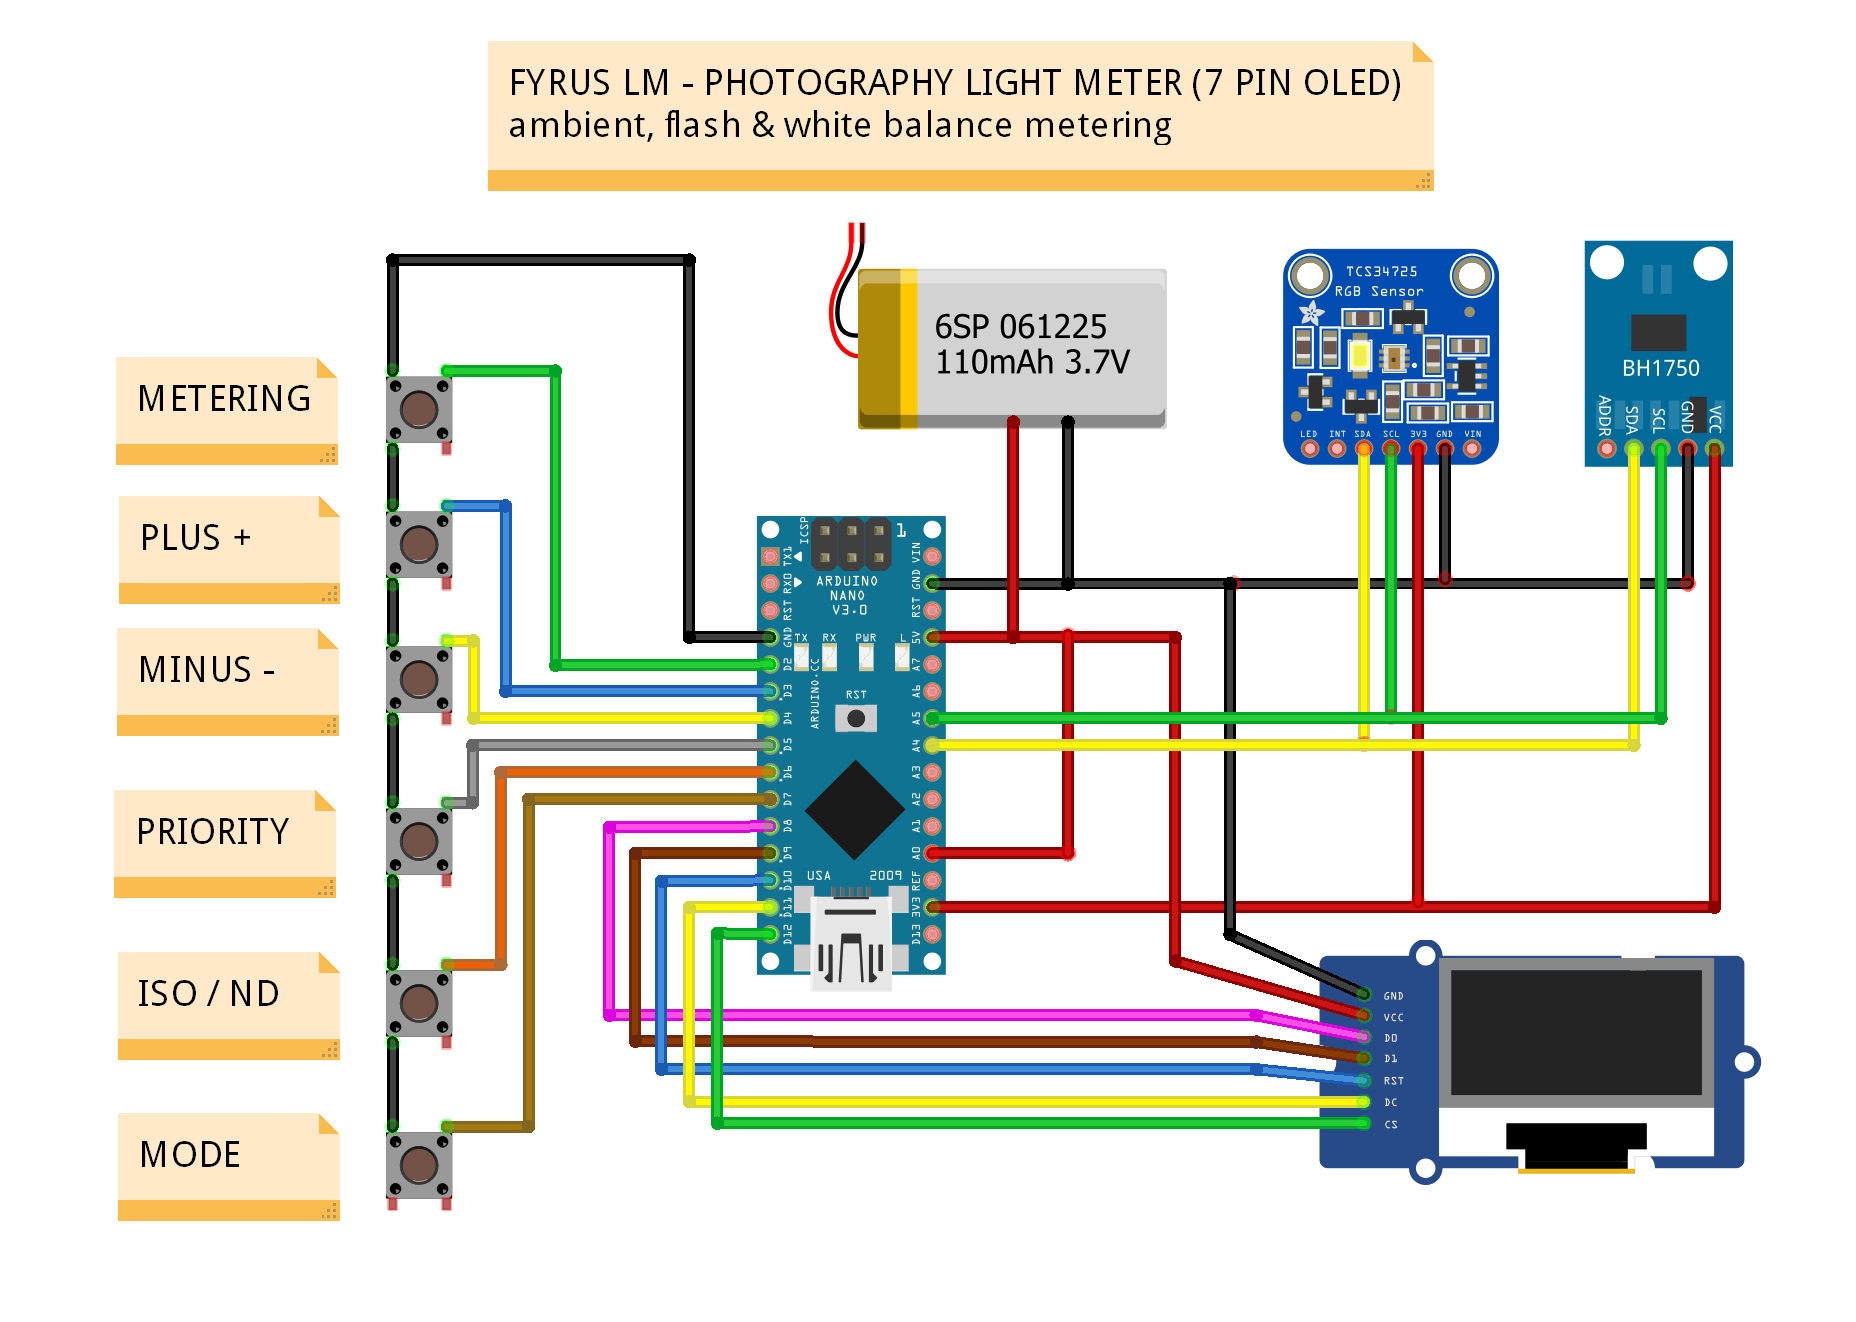 FYRUS LM - PHOTOGRAPHY LIGHT METER (7 PIN OLED)
ambient, flash & white balance metering
6SP 061225
110mAh 3.7V
TCS34725
RGB Sensor
LED INT SDA SCL 3V3 GND VIN
BH1750
ADDR SDA SCL GND VCC
METERING
PLUS +
MINUS -
PRIORITY
ISO / ND
MODE
ICSP
1
ARDUINO
NANO
V3.0
TX RX PWR L
RST
ARDUINO.CC
USA 2009
TX1
RX0
RST
GND
D2
D3
D4
D5
D6
D7
D8
D9
D10
D11
D12
VIN
GND
RST
5V
A7
A6
A5
A4
A3
A2
A1
A0
REF
3V3
D13
GND
VCC
D0
D1
RST
DC
CS